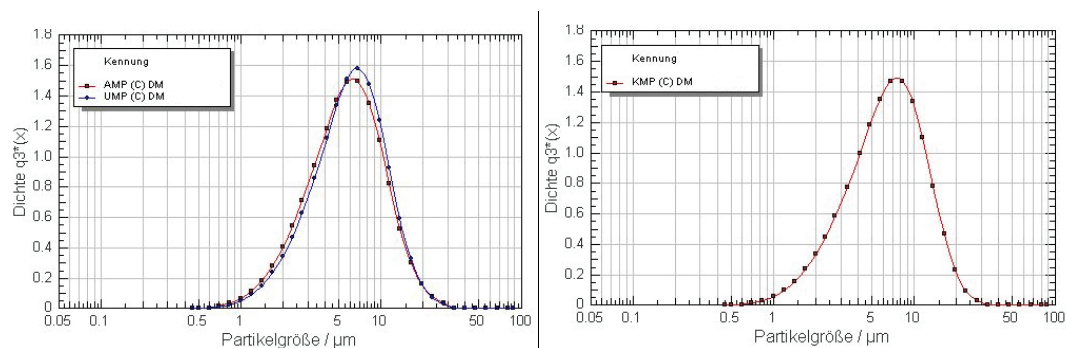 1.8
1.6
1.4
1.2
1.0
0.8
0.6
0.4
0.2
0
Dichte q3*(x)
Kennung
AMP (C) DM
UMP (C) DM
0.05 0.1 0.5 1 5 10 50 100
Partikelgröße / µm
1.8
1.6
1.4
1.2
1.0
0.8
0.6
0.4
0.2
0
Dichte q3*(x)
Kennung
KMP (C) DM
0.05 0.1 0.5 1 5 10 50 100
Partikelgröße / µm